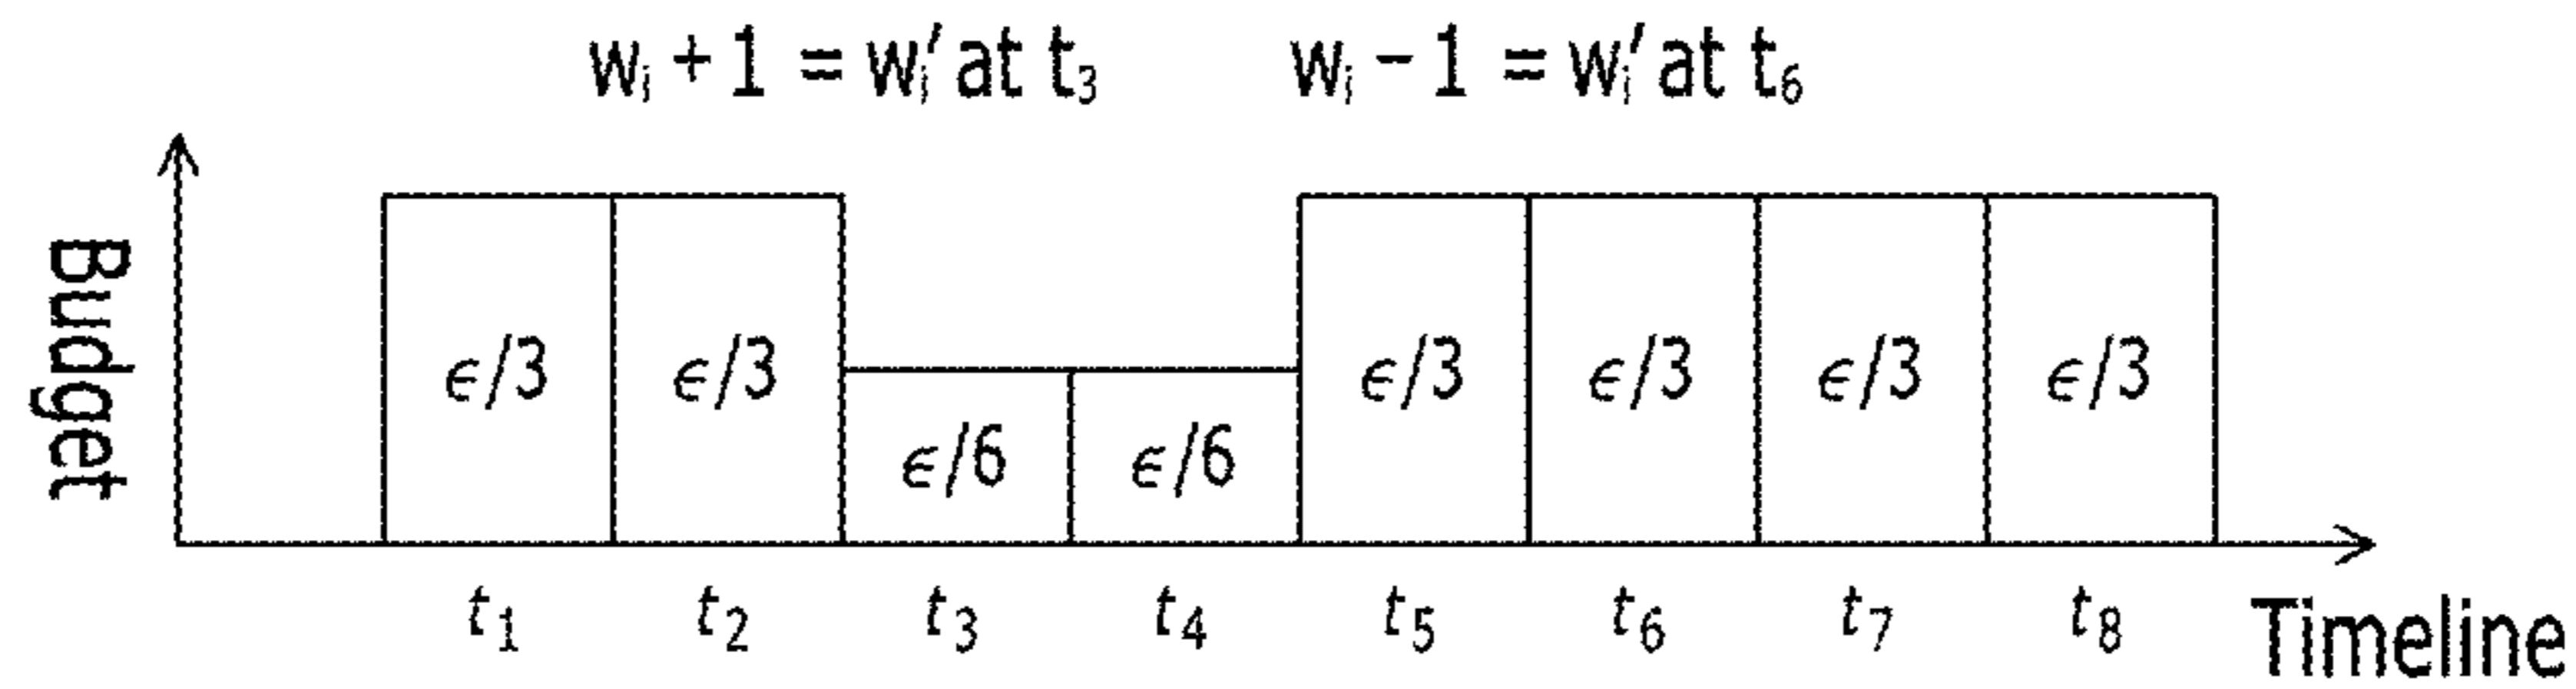 wᵢ + 1 = wᵢ′ at t₃ wᵢ − 1 = wᵢ′ at t₆
Budget
ϵ/3 ϵ/3 ϵ/6 ϵ/6 ϵ/3 ϵ/3 ϵ/3 ϵ/3
t₁ t₂ t₃ t₄ t₅ t₆ t₇ t₈ Timeline